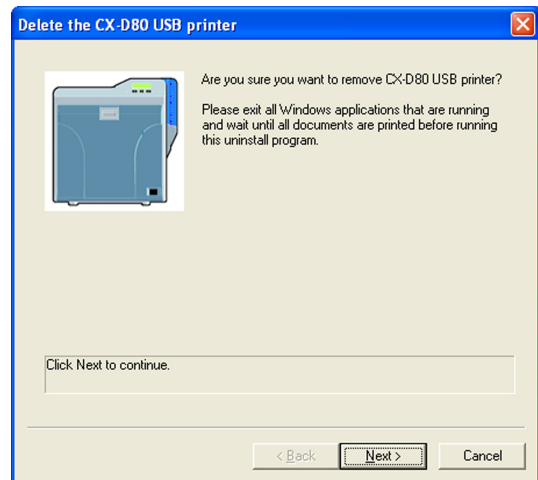 Delete the CX-D80 USB printer
Are you sure you want to remove CX-D80 USB printer?
Please exit all Windows applications that are running
and wait until all documents are printed before running
this uninstall program.
Click Next to continue.
< Back
Next >
Cancel